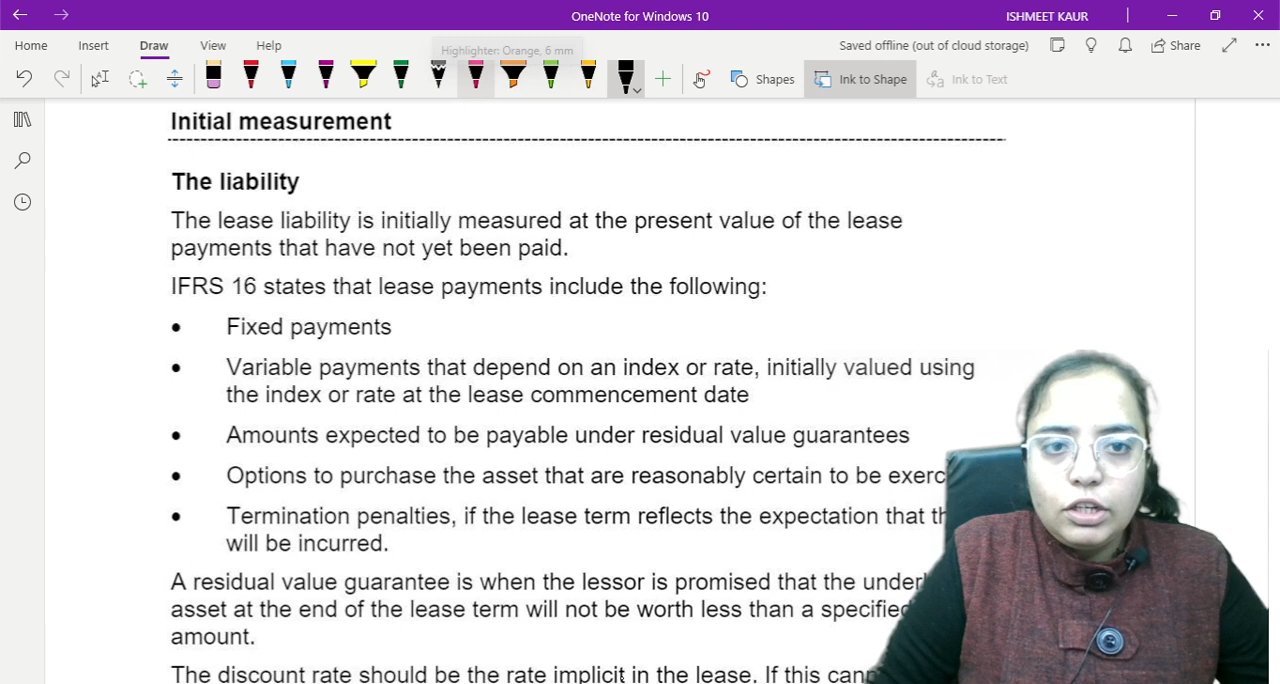 OneNote for Windows 10
ISHMEET KAUR
Home Insert Draw View Help
Highlighter: Orange, 6 mm
Saved offline (out of cloud storage)
Share
Shapes
Ink to Shape
Ink to Text
Initial measurement
The liability
The lease liability is initially measured at the present value of the lease
payments that have not yet been paid.
IFRS 16 states that lease payments include the following:
• Fixed payments
• Variable payments that depend on an index or rate, initially valued using
the index or rate at the lease commencement date
• Amounts expected to be payable under residual value guarantees
• Options to purchase the asset that are reasonably certain to be
• Termination penalties, if the lease term reflects the expectation that
will be incurred.
A residual value guarantee is when the lessor is promised that the
asset at the end of the lease term will not be worth less than a
amount.
The discount rate should be the rate implicit in the lease. If this